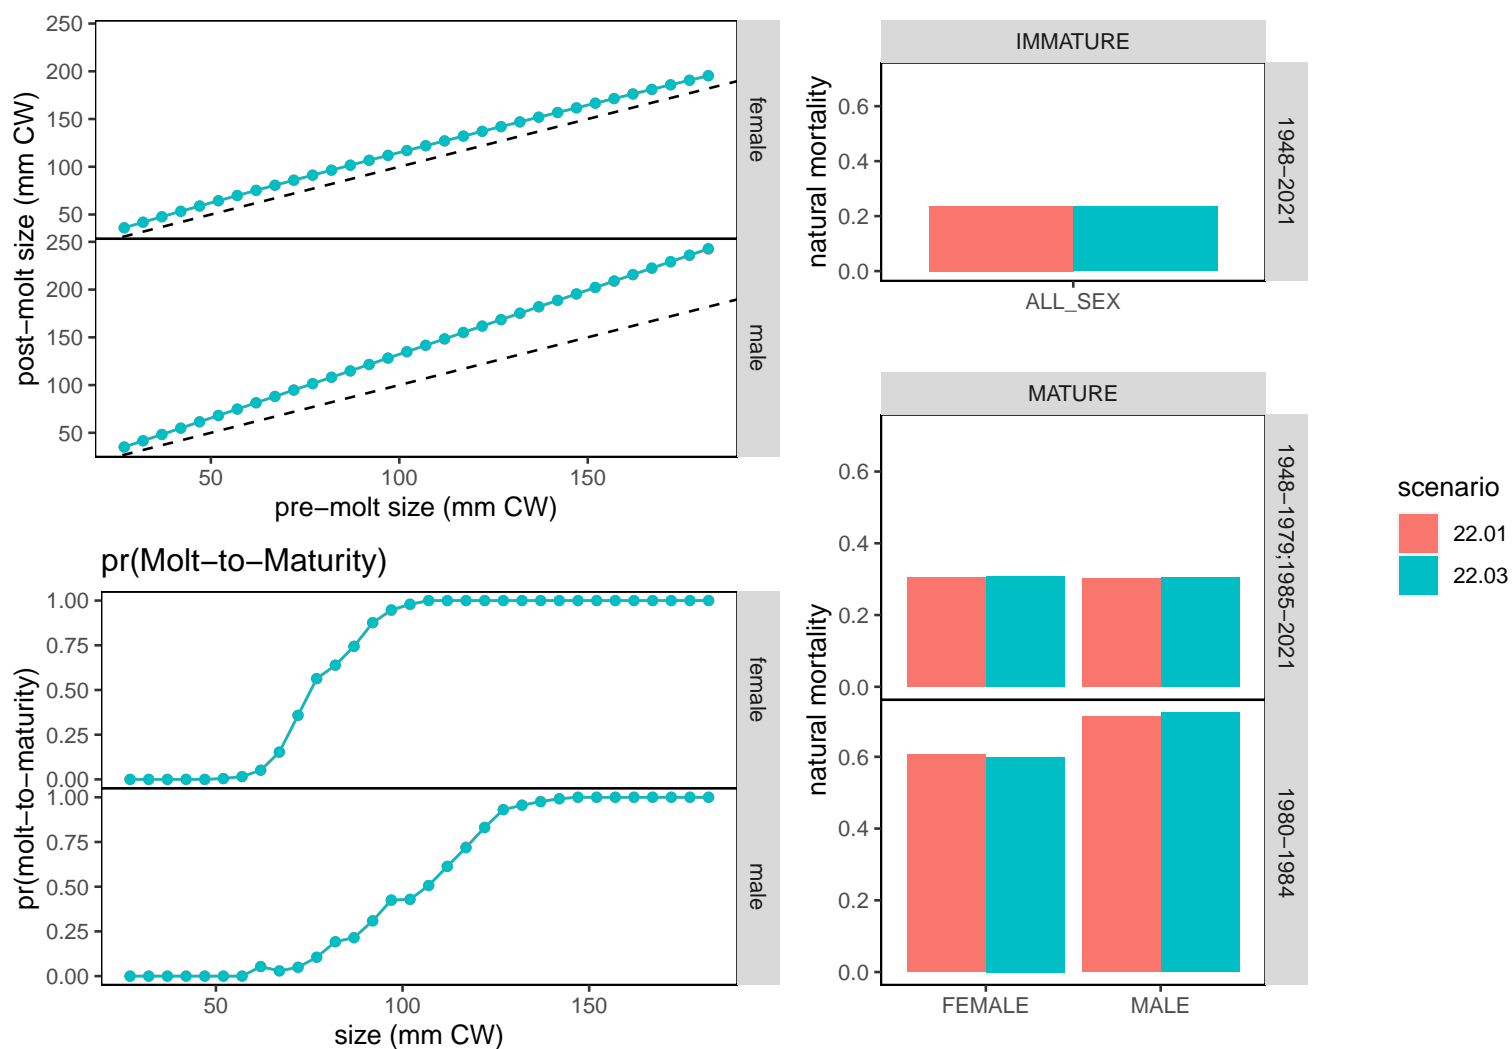 250
200
150
100
50
female
250
200
150
100
50
male
post−molt size (mm CW)
50 100 150
pre−molt size (mm CW)
pr(Molt−to−Maturity)
1.00
0.75
0.50
0.25
0.00
female
1.00
0.75
0.50
0.25
0.00
male
pr(molt−to−maturity)
50 100 150
size (mm CW)
IMMATURE
0.6
0.4
0.2
0.0
natural mortality
1948−2021
ALL_SEX
MATURE
0.6
0.4
0.2
0.0
1948−1979;1985−2021
natural mortality
0.6
0.4
0.2
0.0
1980−1984
FEMALE MALE
scenario
22.01
22.03